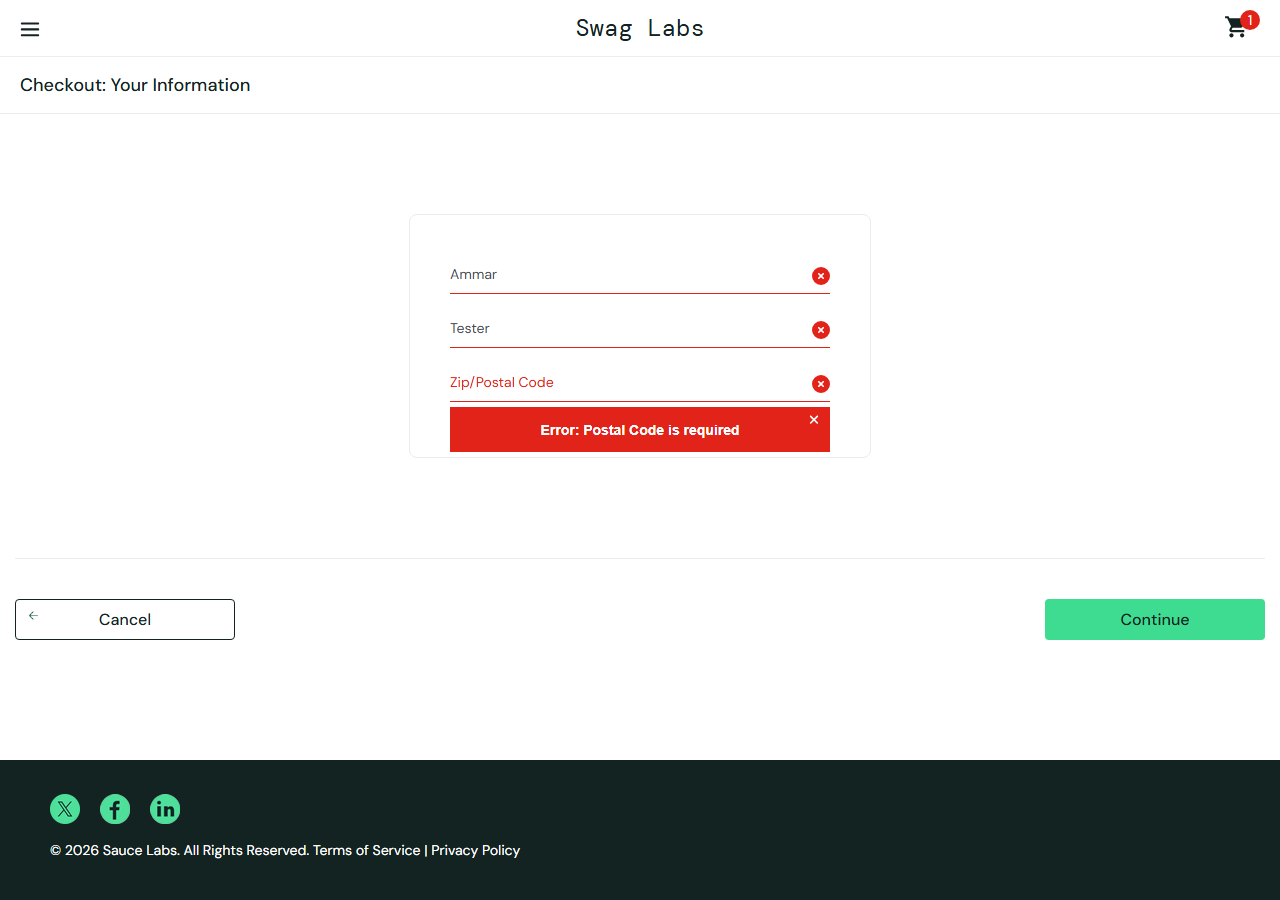 Swag Labs
1
Checkout: Your Information
Ammar
Tester
Zip/Postal Code
Error: Postal Code is required
Cancel
Continue
© 2026 Sauce Labs. All Rights Reserved. Terms of Service | Privacy Policy